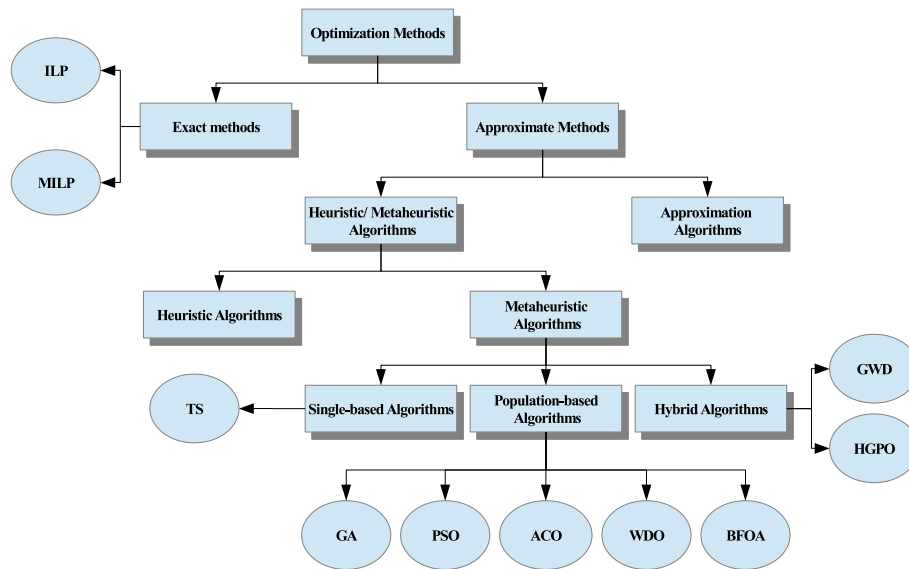 Optimization Methods
ILP
Exact methods
Approximate Methods
MILP
Heuristic/ Metaheuristic
Algorithms
Approximation
Algorithms
Heuristic Algorithms
Metaheuristic
Algorithms
GWD
TS
Single-based Algorithms
Population-based
Algorithms
Hybrid Algorithms
HGPO
GA
PSO
ACO
WDO
BFOA